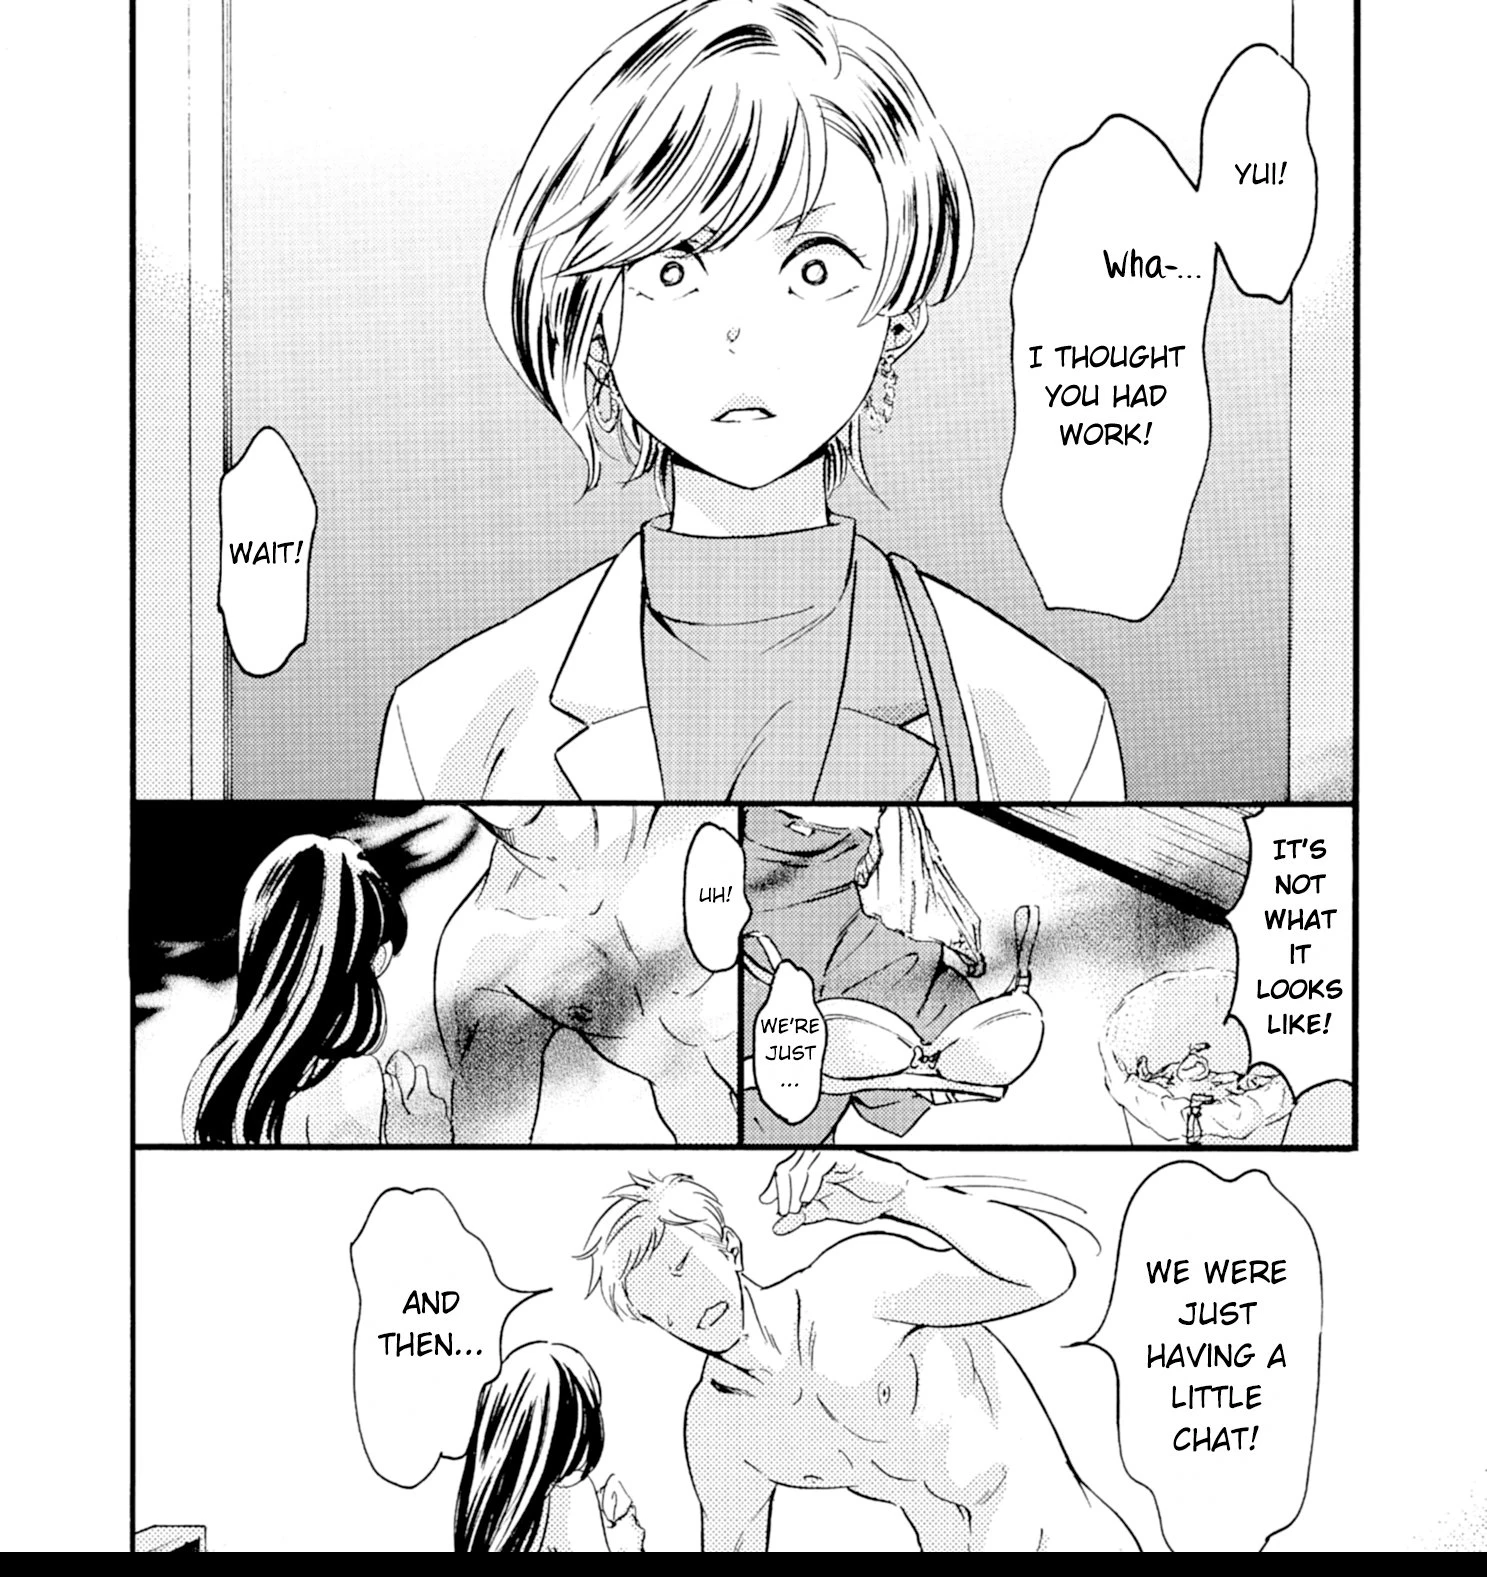 YUI!
Wha-...
I THOUGHT
YOU HAD
WORK!
WAIT!
IT'S
NOT
WHAT
IT
LOOKS
LIKE!
WE'RE
JUST
...
UH!
WE WERE
JUST
HAVING A
LITTLE
CHAT!
AND
THEN...